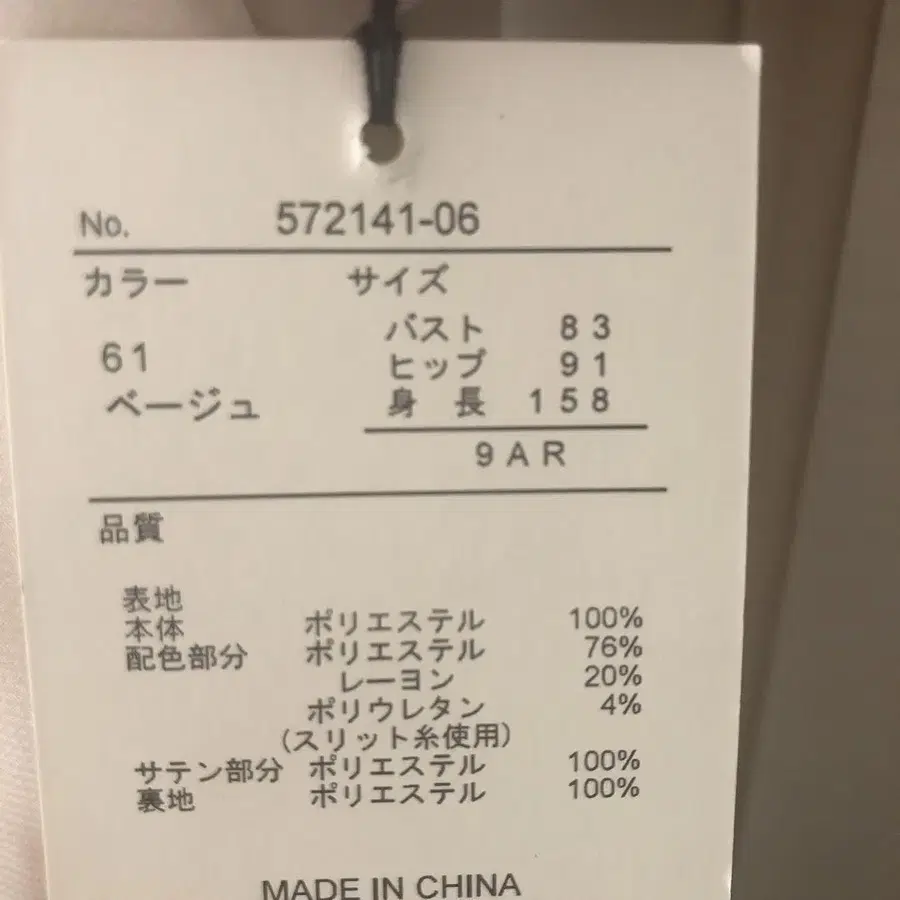 No. 572141-06
カラー サイズ
バスト 83
61 ヒップ 91
ベージュ 身 長 158
9AR
品質
表地
本体 ポリエステル 100%
配色部分 ポリエステル 76%
レーヨン 20%
ポリウレタン 4%
(スリット糸使用)
サテン部分 ポリエステル 100%
裏地 ポリエステル 100%
MADE IN CHINA